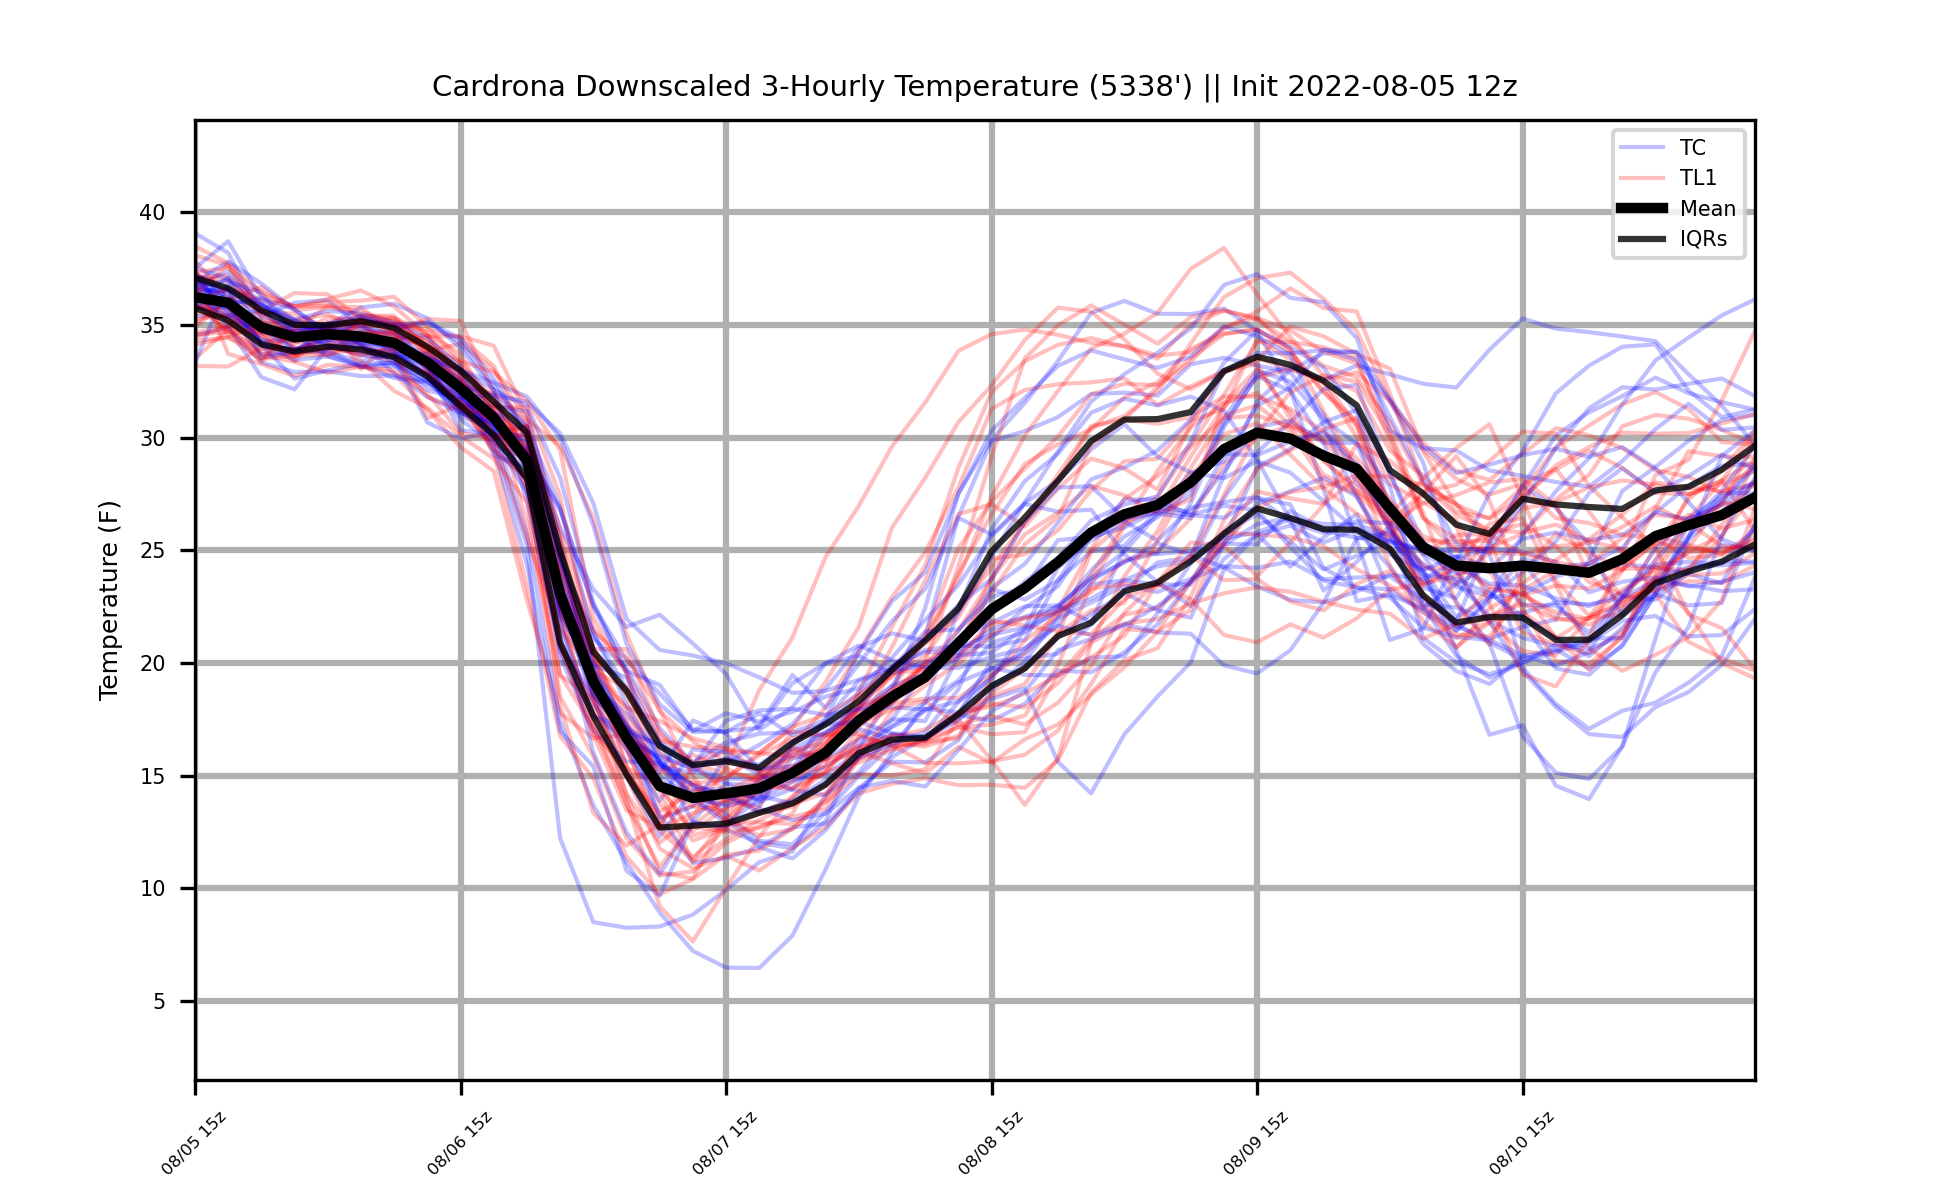 Cardrona Downscaled 3-Hourly Temperature (5338') || Init 2022-08-05 12z
TC
TL1
Mean
IQRs
Temperature (F)
40
35
30
25
20
15
10
5
08/05 15z
08/06 15z
08/07 15z
08/08 15z
08/09 15z
08/10 15z